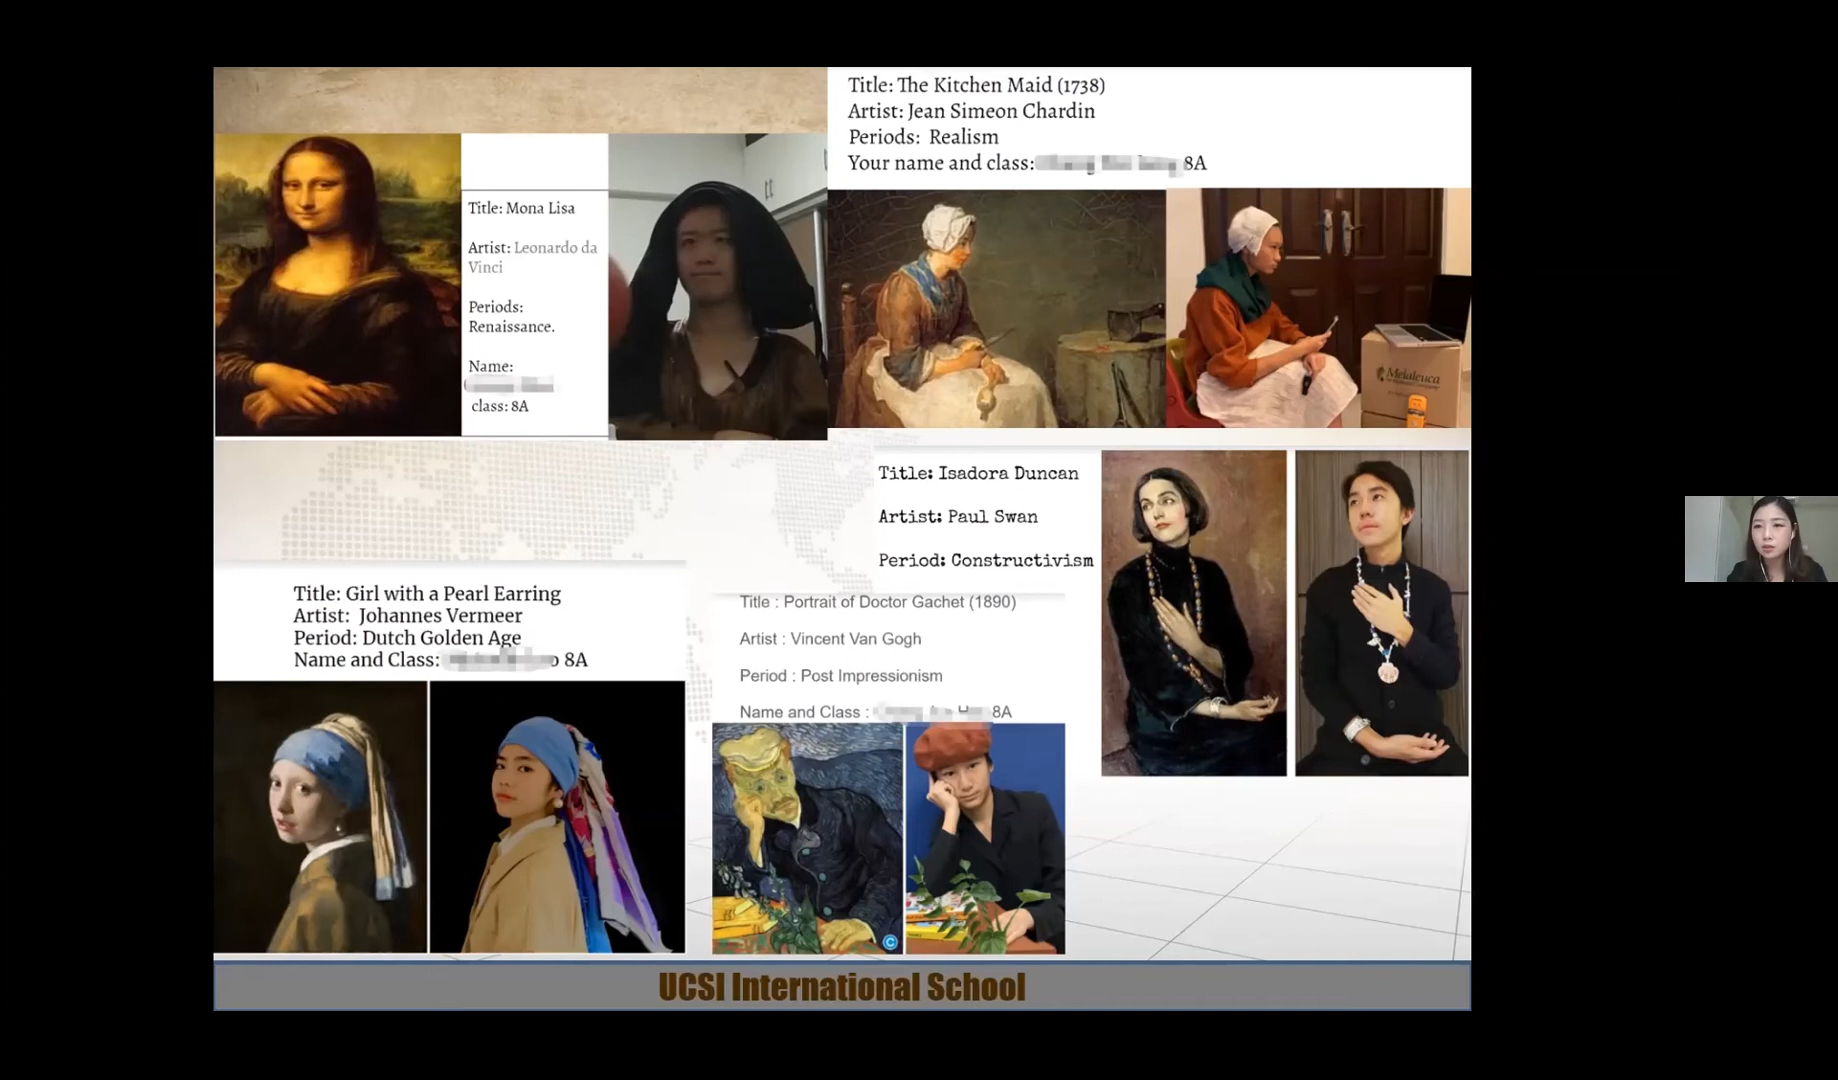 Title: The Kitchen Maid (1738)
Artist: Jean Simeon Chardin
Periods: Realism
Your name and class: 8A
Title: Mona Lisa
Artist: Leonardo da
Vinci
Periods:
Renaissance.
Name:
class: 8A
Melaleuca
Title: Isadora Duncan
Artist: Paul Swan
Period: Constructivism
Title: Girl with a Pearl Earring
Artist: Johannes Vermeer
Period: Dutch Golden Age
Name and Class: 8A
Title : Portrait of Doctor Gachet (1890)
Artist : Vincent Van Gogh
Period : Post Impressionism
Name and Class : 8A
UCSI International School